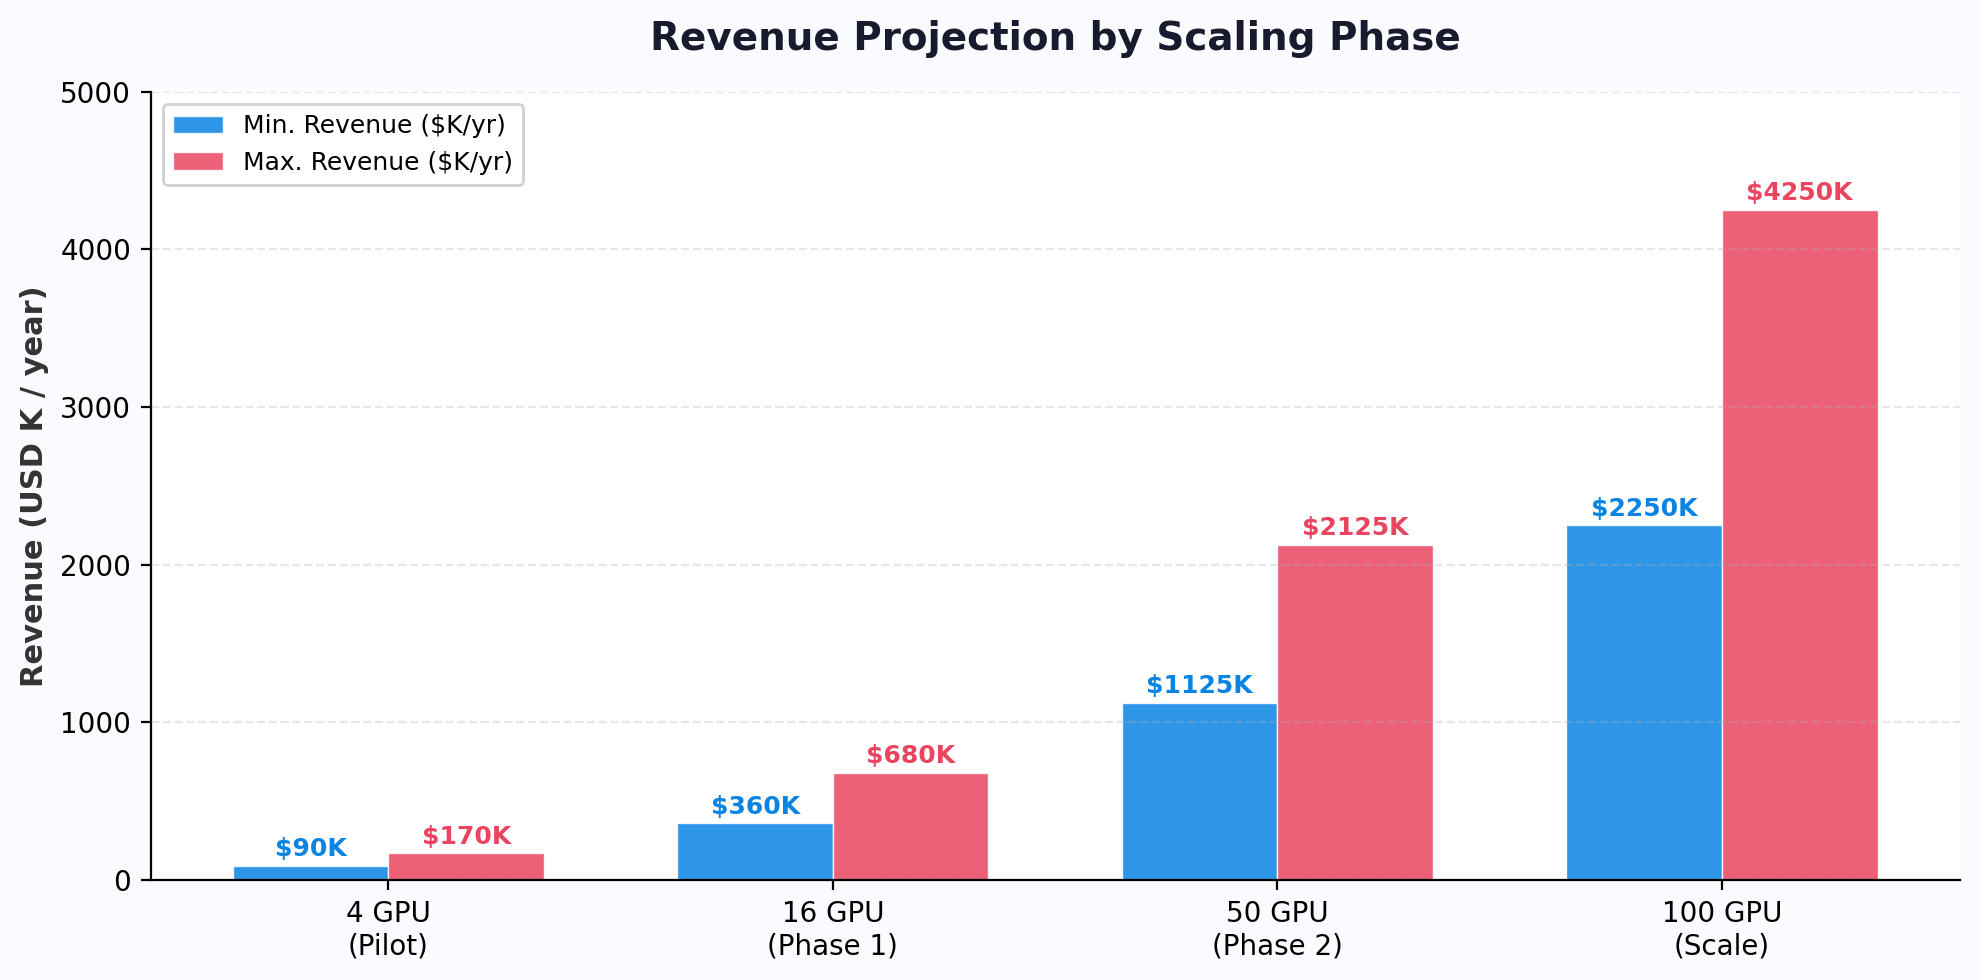 Revenue Projection by Scaling Phase
Revenue (USD K / year)
5000
4000
3000
2000
1000
0
Min. Revenue ($K/yr)
Max. Revenue ($K/yr)
$90K
$170K
$360K
$680K
$1125K
$2125K
$2250K
$4250K
4 GPU
(Pilot)
16 GPU
(Phase 1)
50 GPU
(Phase 2)
100 GPU
(Scale)